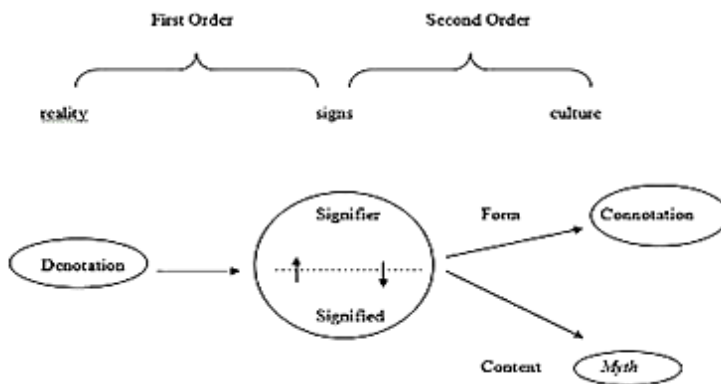 First Order Second Order
reality signs culture
Signifier Form Connotation
Denotation
Signified
Content Myth